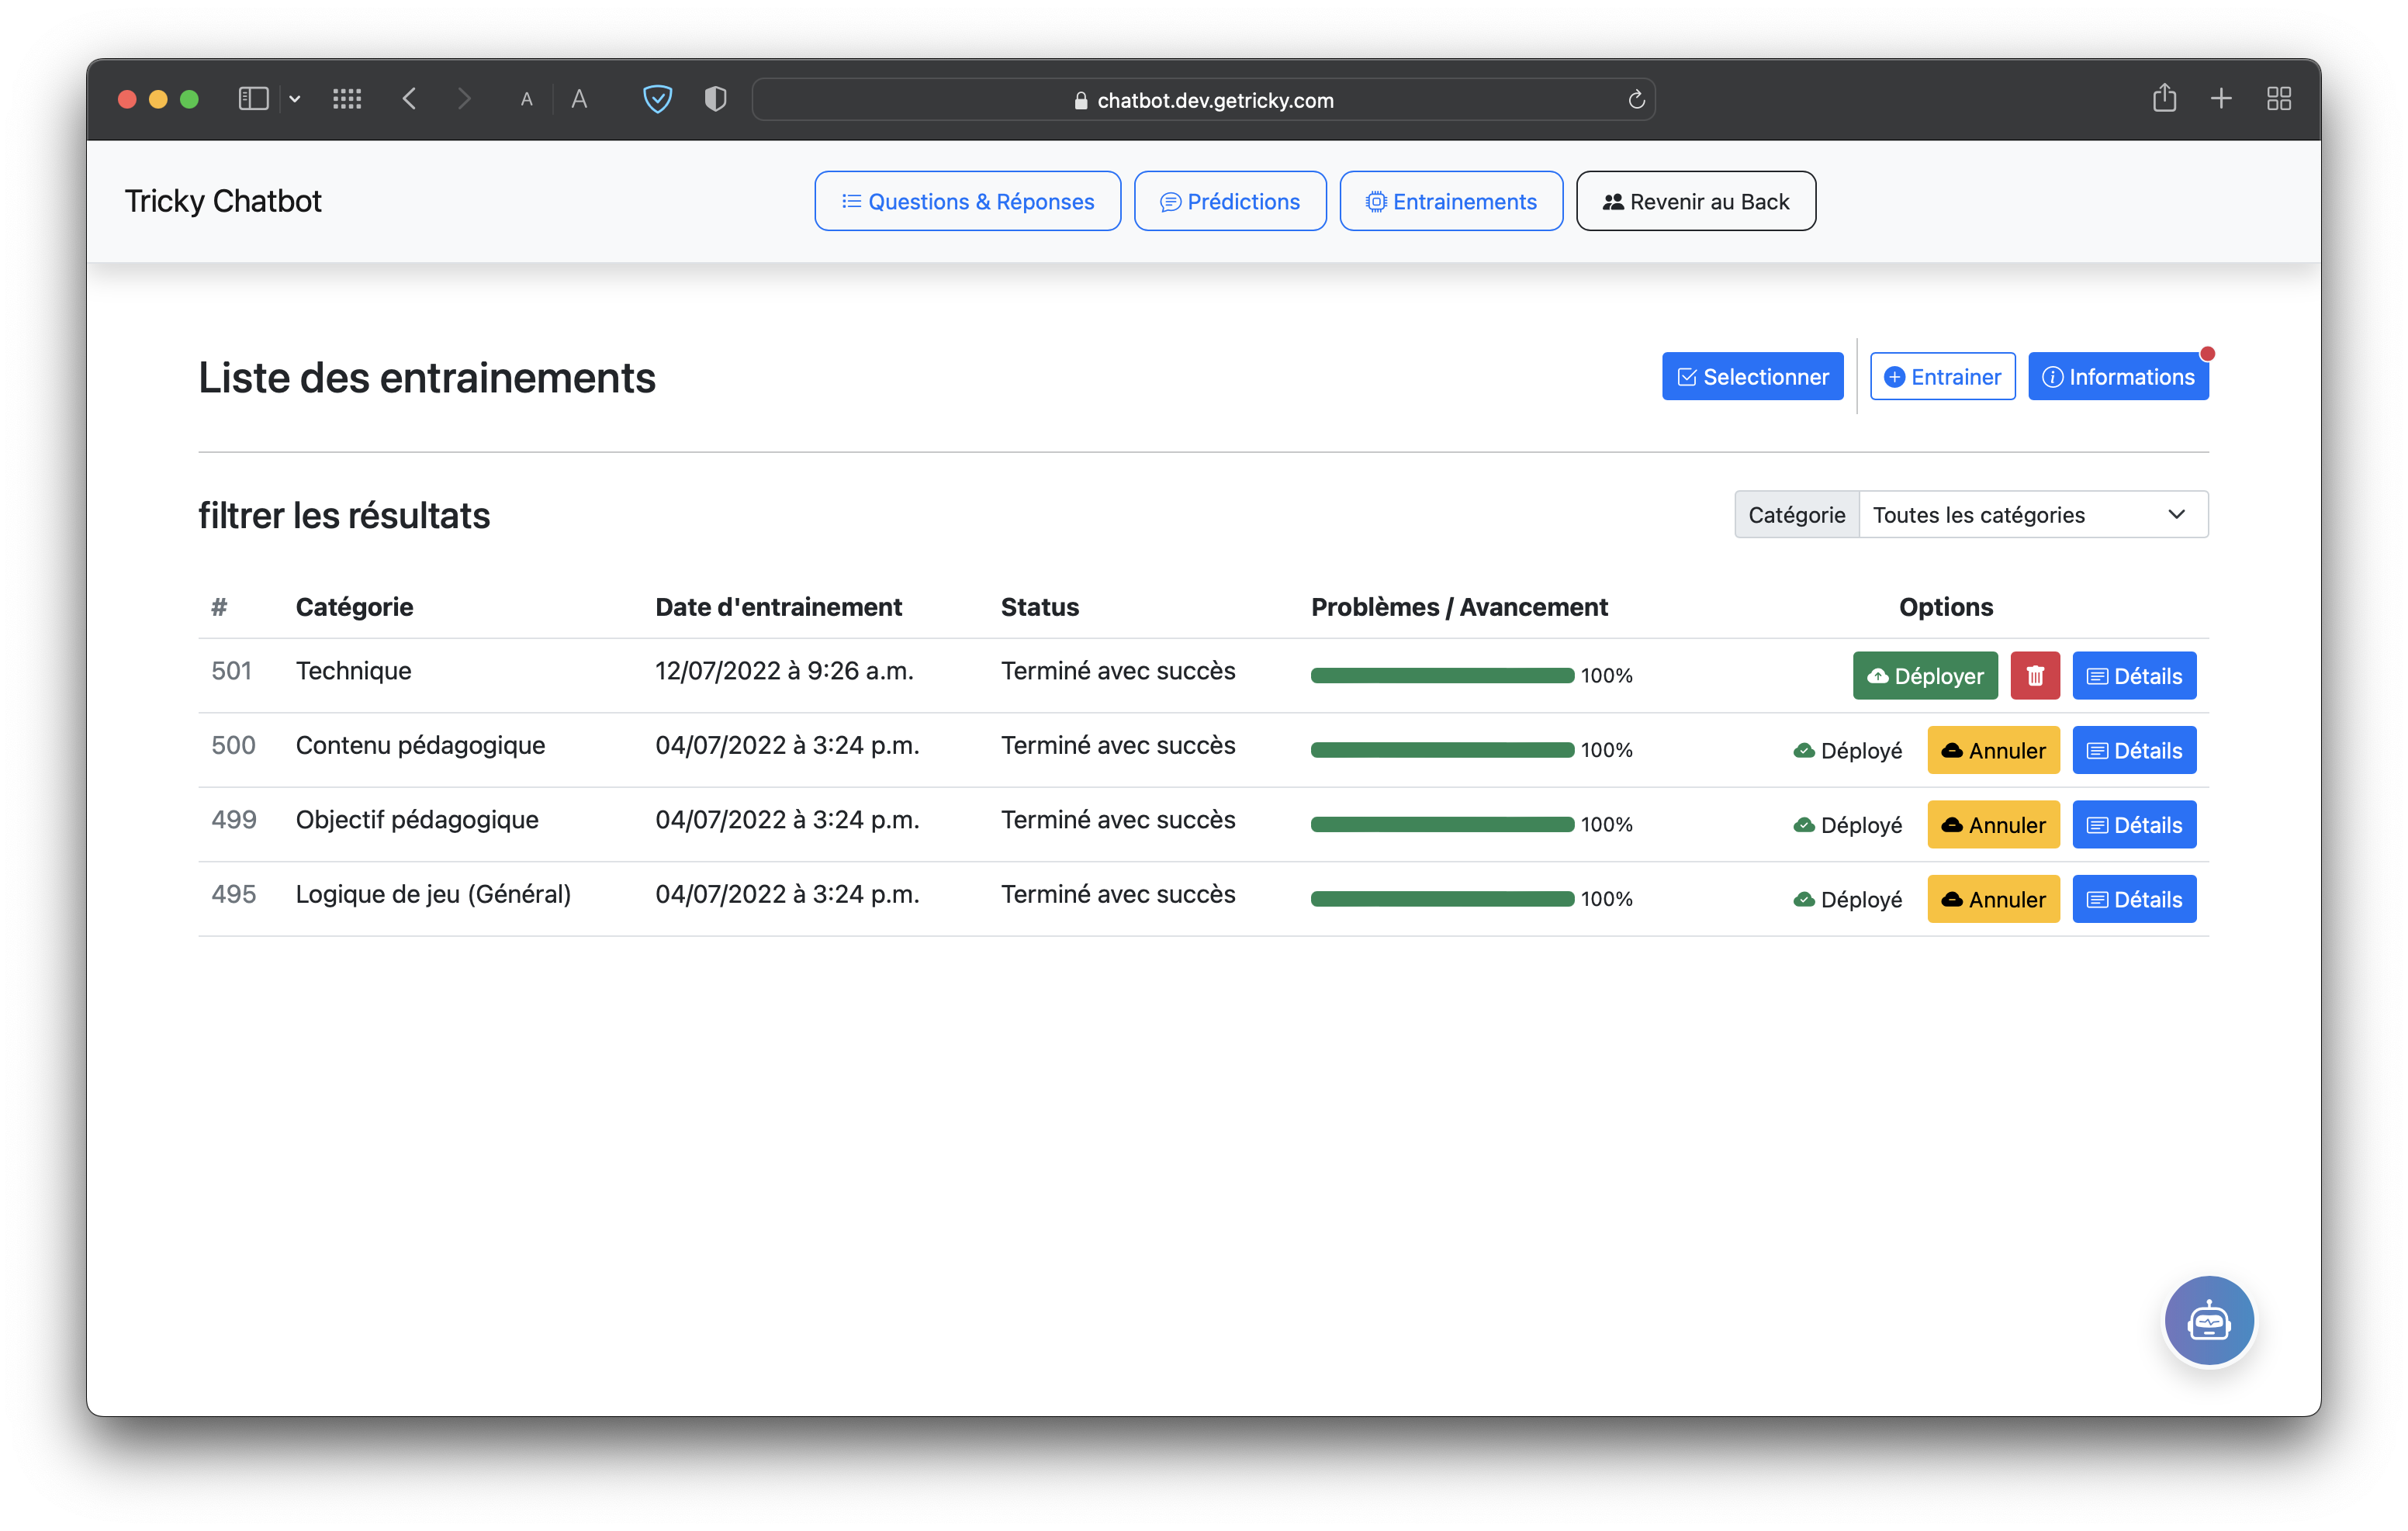 A A chatbot.dev.getricky.com
Tricky Chatbot Questions & Réponses Prédictions Entrainements Revenir au Back
Liste des entrainements Selectionner Entrainer Informations
filtrer les résultats Catégorie Toutes les catégories
# Catégorie Date d'entrainement Status Problèmes / Avancement Options
501 Technique 12/07/2022 à 9:26 a.m. Terminé avec succès 100% Déployer Détails
500 Contenu pédagogique 04/07/2022 à 3:24 p.m. Terminé avec succès 100% Déployé Annuler Détails
499 Objectif pédagogique 04/07/2022 à 3:24 p.m. Terminé avec succès 100% Déployé Annuler Détails
495 Logique de jeu (Général) 04/07/2022 à 3:24 p.m. Terminé avec succès 100% Déployé Annuler Détails